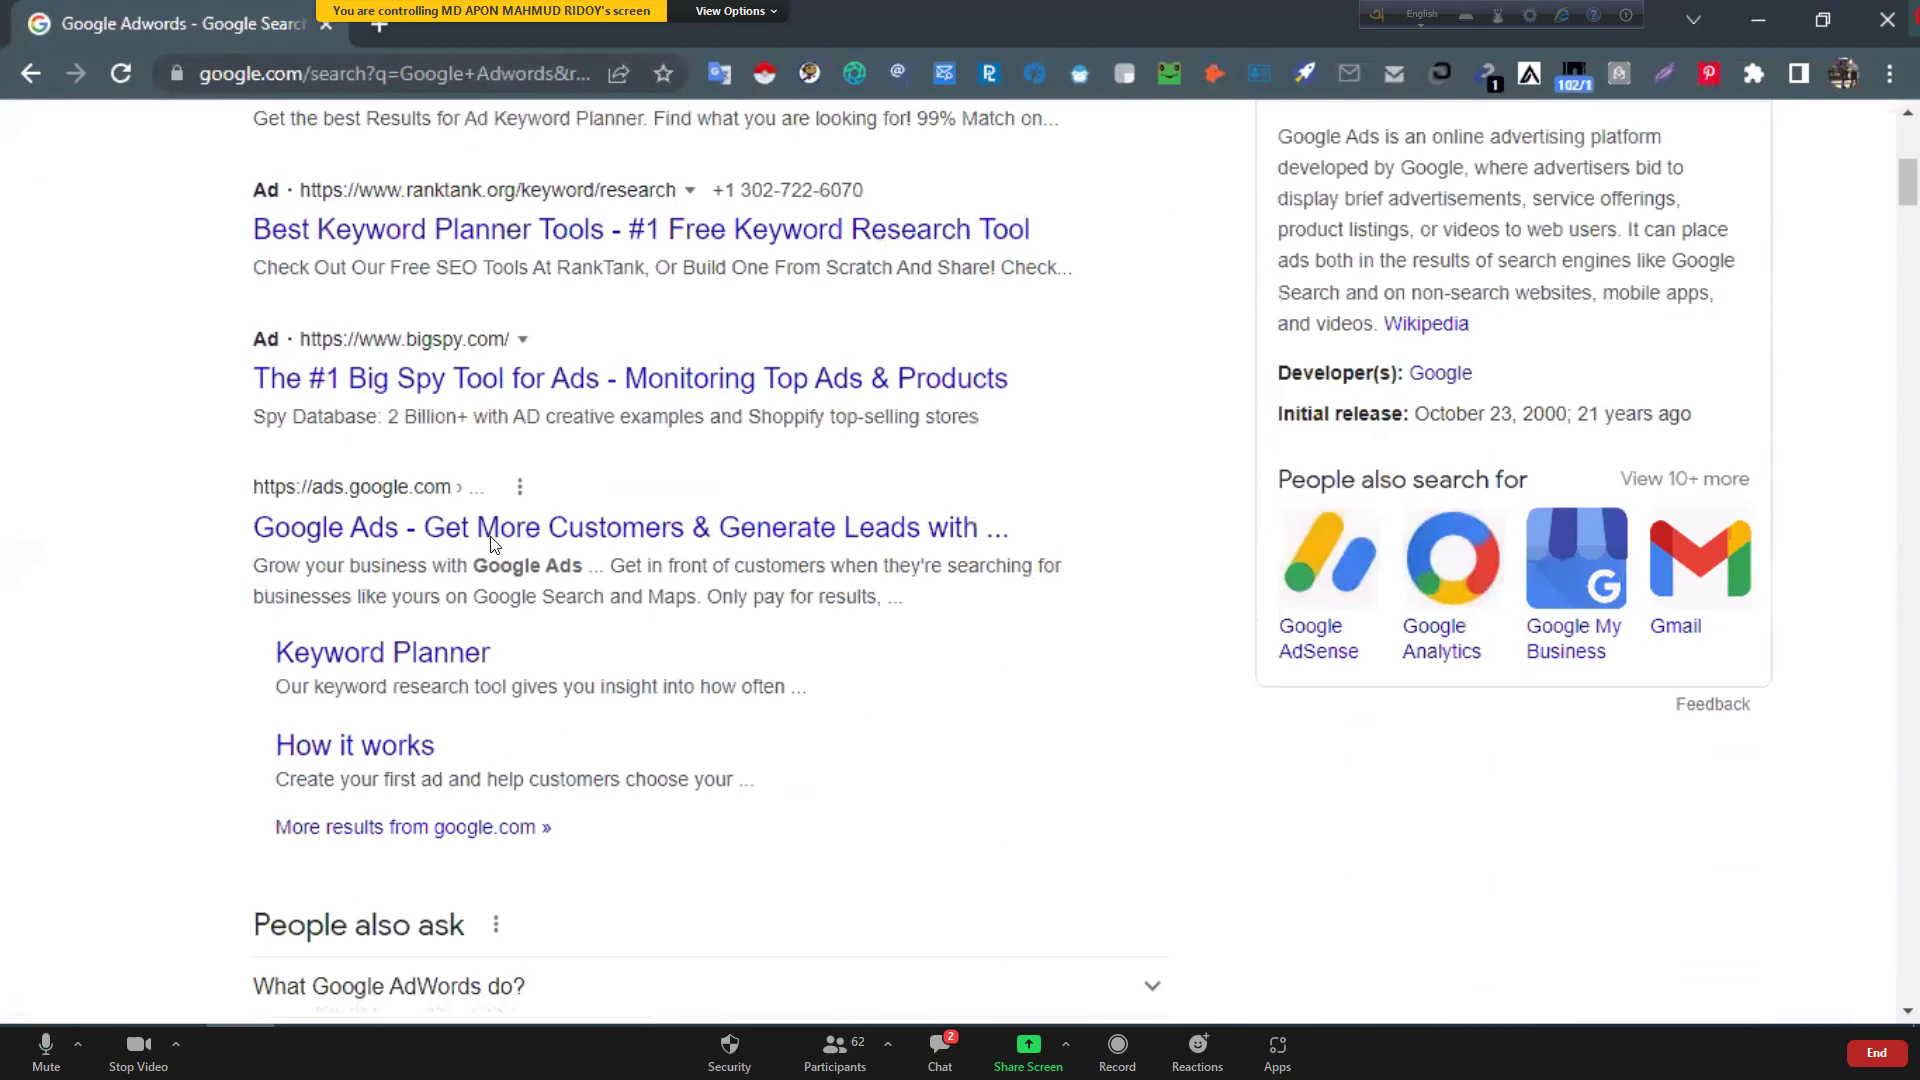 Google Adwords - Google Searc
You are controlling MD APON MAHMUD RIDOY's screen
View Options
English
google.com/search?q=Google+Adwords&r...
1
102/1
Get the best Results for Ad Keyword Planner. Find what you are looking for! 99% Match on...
Ad · https://www.ranktank.org/keyword/research +1 302-722-6070
Best Keyword Planner Tools - #1 Free Keyword Research Tool
Check Out Our Free SEO Tools At RankTank, Or Build One From Scratch And Share! Check...
Ad · https://www.bigspy.com/
The #1 Big Spy Tool for Ads - Monitoring Top Ads & Products
Spy Database: 2 Billion+ with AD creative examples and Shoppify top-selling stores
https://ads.google.com › ...
Google Ads - Get More Customers & Generate Leads with ...
Grow your business with Google Ads ... Get in front of customers when they're searching for
businesses like yours on Google Search and Maps. Only pay for results, ...
Keyword Planner
Our keyword research tool gives you insight into how often ...
How it works
Create your first ad and help customers choose your ...
More results from google.com »
People also ask
What Google AdWords do?
Google Ads is an online advertising platform
developed by Google, where advertisers bid to
display brief advertisements, service offerings,
product listings, or videos to web users. It can place
ads both in the results of search engines like Google
Search and on non-search websites, mobile apps,
and videos. Wikipedia
Developer(s): Google
Initial release: October 23, 2000; 21 years ago
People also search for
View 10+ more
Google AdSense
Google Analytics
Google My Business
Gmail
Feedback
Mute
Stop Video
Security
Participants 62
Chat 2
Share Screen
Record
Reactions
Apps
End